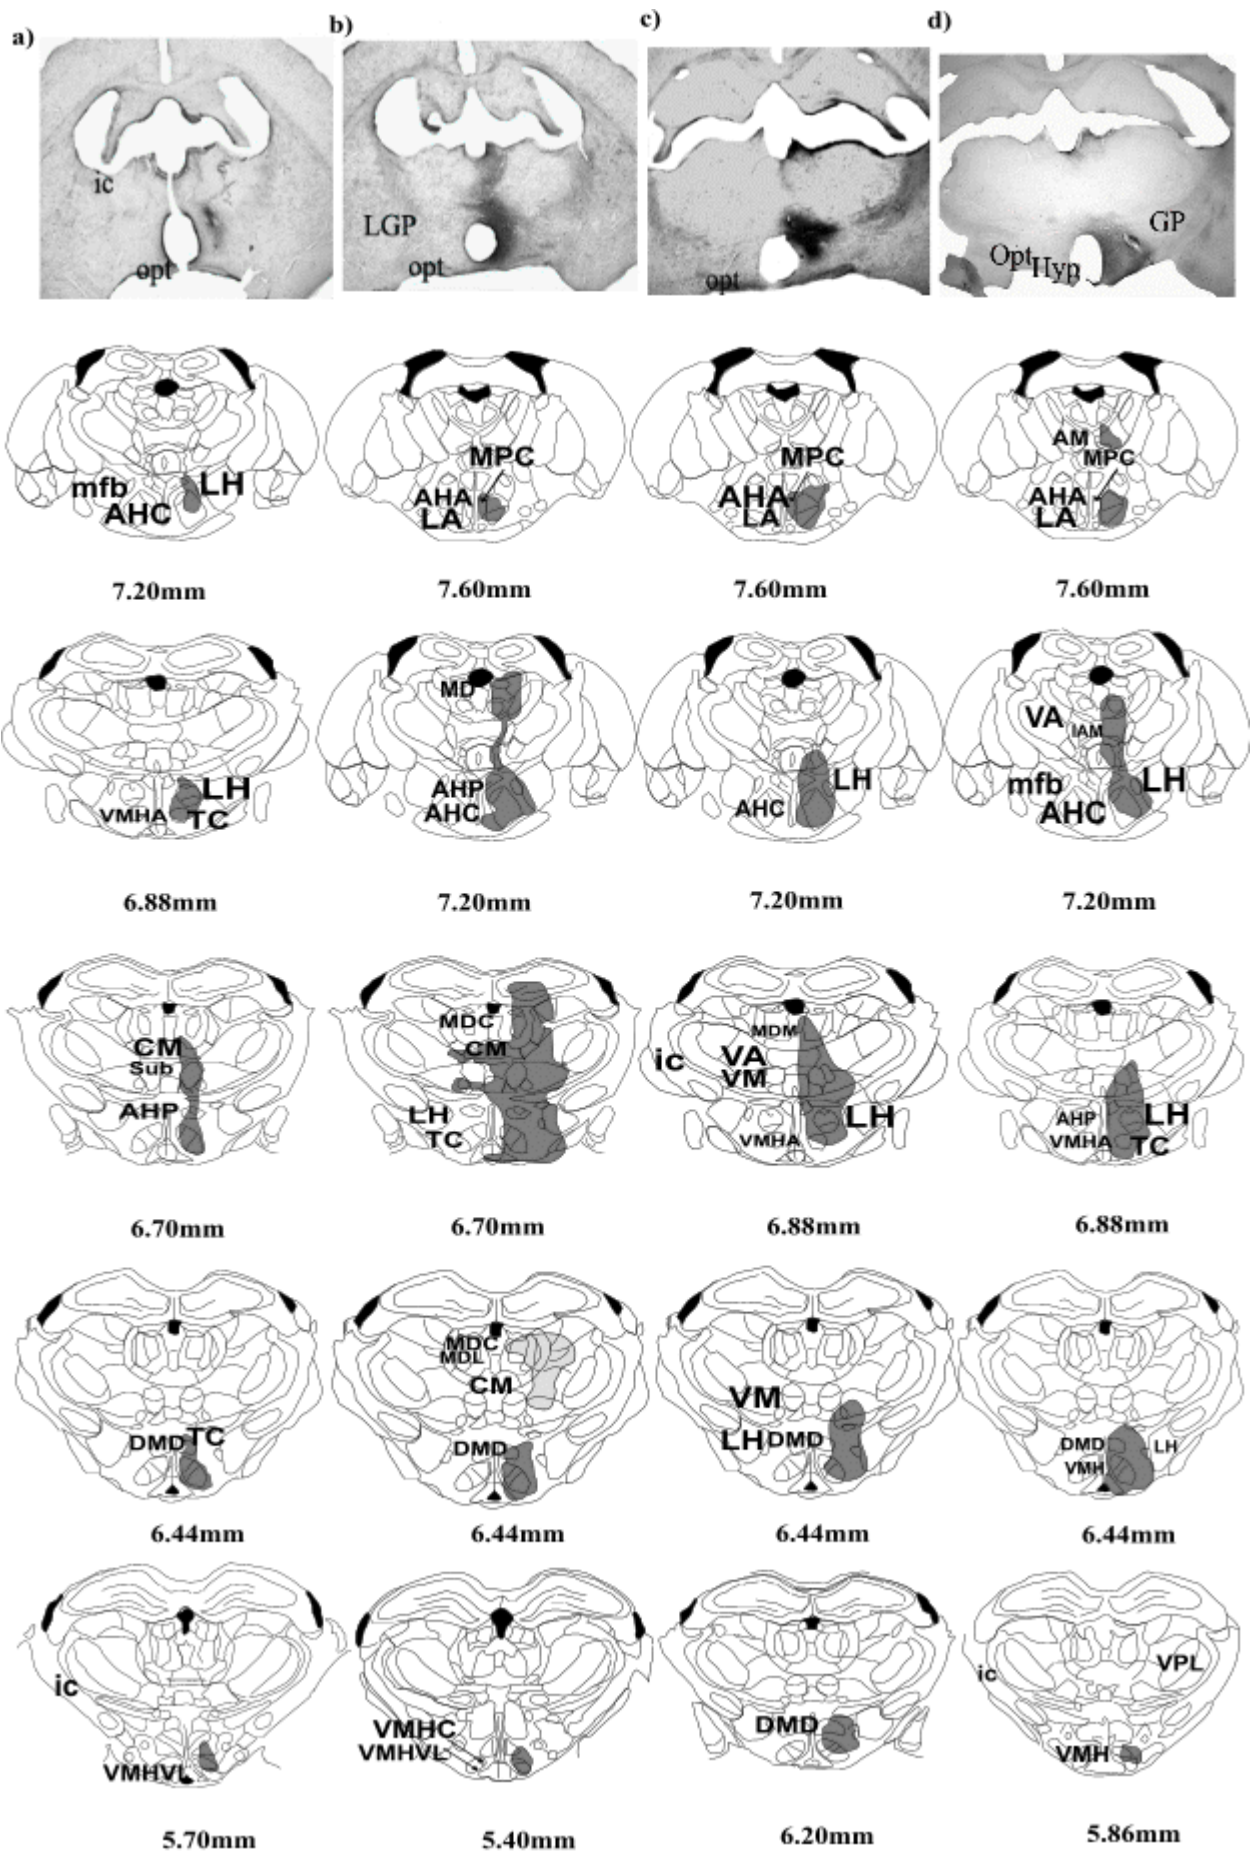 a) b) c) d)
ic
opt
LGP
opt
opt
GP
Opt Hyp
mfb LH
AHC
MPC
AHA
LA
MPC
AHA
LA
AM
MPC
AHA
LA
7.20mm 7.60mm 7.60mm 7.60mm
LH
VMHA TC
MD
AHP
AHC
LH
AHC
VA
IAM
mfb LH
AHC
6.88mm 7.20mm 7.20mm 7.20mm
CM
Sub
AHP
MDC
CM
LH
TC
MDM
ic VA
VM
LH
VMHA
AHP LH
VMHA TC
6.70mm 6.70mm 6.88mm 6.88mm
DMD TC
MDC
MDL
CM
DMD
VM
LH DMD
DMD LH
VMH
6.44mm 6.44mm 6.44mm 6.44mm
ic
VMHVL
VMHC
VMHVL
DMD
VPL
ic
VMH
5.70mm 5.40mm 6.20mm 5.86mm